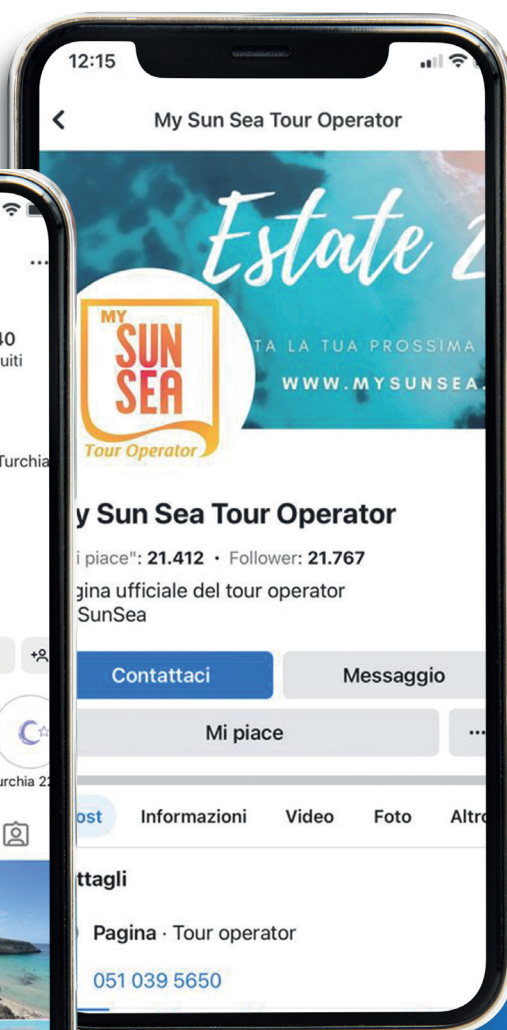 12:15
My Sun Sea Tour Operator
Estate 2
TA LA TUA PROSSIMA
WWW.MYSUNSEA.
MY
SUN
SEA
Tour Operator
y Sun Sea Tour Operator
i piace": 21.412 · Follower: 21.767
gina ufficiale del tour operator
SunSea
Contattaci
Messaggio
Mi piace
ost
Informazioni
Video
Foto
Altro
ttagli
Pagina · Tour operator
051 039 5650
uiti
Turchia
urchia 22